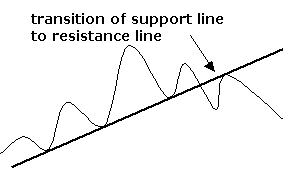 transition of support line
to resistance line